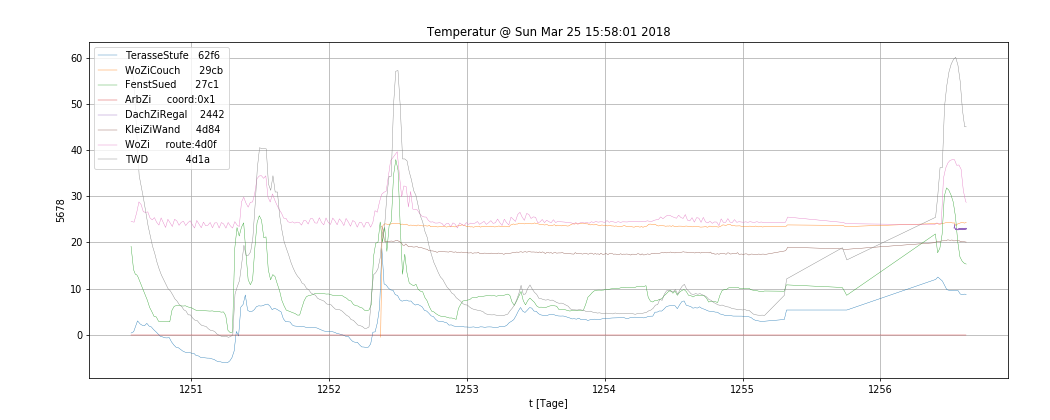 Temperatur @ Sun Mar 25 15:58:01 2018
60
50
40
30
20
10
0
5678
TerasseStufe 62f6
WoZiCouch 29cb
FenstSued 27c1
ArbZi coord:0x1
DachZiRegal 2442
KleiZiWand 4d84
WoZi route:4d0f
TWD 4d1a
1251 1252 1253 1254 1255 1256
t [Tage]